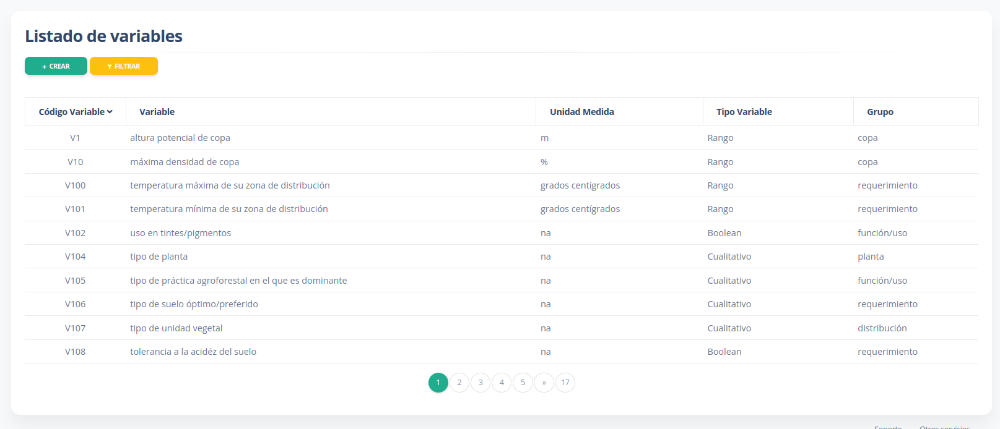 Listado de variables
+ CREAR FILTRAR
Código Variable Variable Unidad Medida Tipo Variable Grupo
V1 altura potencial de copa m Rango copa
V10 máxima densidad de copa % Rango copa
V100 temperatura máxima de su zona de distribución grados centígrados Rango requerimiento
V101 temperatura mínima de su zona de distribución grados centígrados Rango requerimiento
V102 uso en tintes/pigmentos na Boolean función/uso
V104 tipo de planta na Cualitativo planta
V105 tipo de práctica agroforestal en el que es dominante na Cualitativo función/uso
V106 tipo de suelo óptimo/preferido na Cualitativo requerimiento
V107 tipo de unidad vegetal na Cualitativo distribución
V108 tolerancia a la acidéz del suelo na Boolean requerimiento
1 2 3 4 5 » 17
Soporte Otros servicios